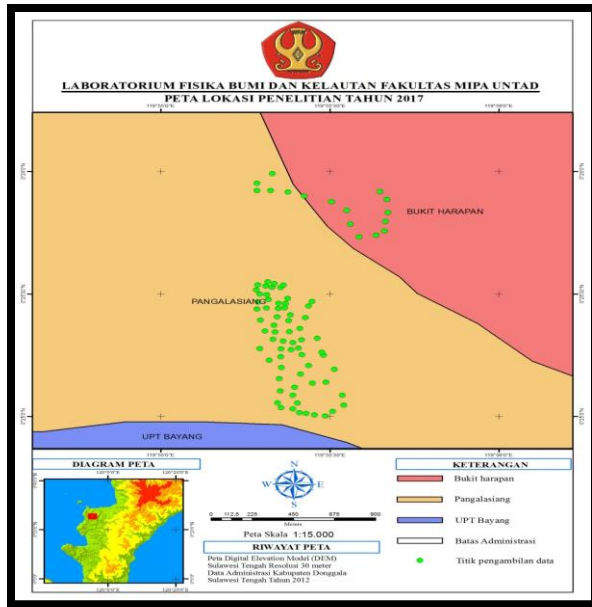 LABORATORIUM FISIKA BUMI DAN KELAUTAN FAKULTAS MIPA UNTAD
PETA LOKASI PENELITIAN TAHUN 2017
BUKIT HARAPAN
PANGALASIANG
UPT BAYANG
DIAGRAM PETA
N
W E
S
0 112,5 225 450 675 900
Meters
Peta Skala 1:15.000
RIWAYAT PETA
Peta Digital Elevation Model (DEM)
Sulawesi Tengah Resolusi 30 meter
Data Administrasi Kabupaten Donggala
Sulawesi Tengah Tahun 2012
KETERANGAN
Bukit harapan
Pangalasiang
UPT Bayang
Batas Administrasi
Titik pengambilan data